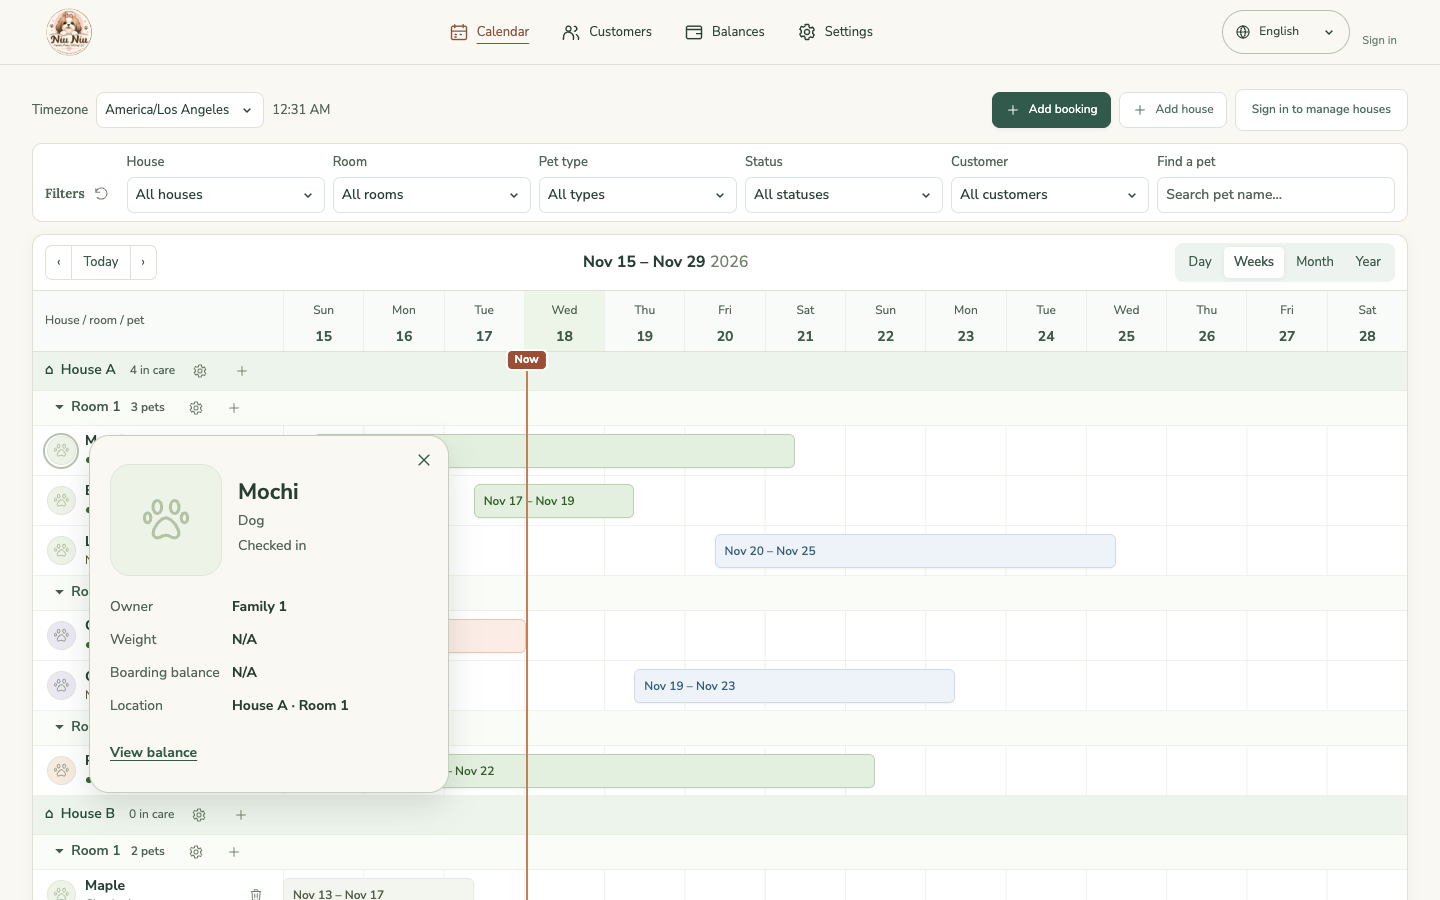 Niu Niu
Calendar
Customers
Balances
Settings
English
Sign in
Timezone
America/Los Angeles
12:31 AM
Add booking
Add house
Sign in to manage houses
Filters
House
All houses
Room
All rooms
Pet type
All types
Status
All statuses
Customer
All customers
Find a pet
Search pet name...
Today
Nov 15 – Nov 29 2026
Day
Weeks
Month
Year
House / room / pet
Sun 15
Mon 16
Tue 17
Wed 18
Thu 19
Fri 20
Sat 21
Sun 22
Mon 23
Tue 24
Wed 25
Thu 26
Fri 27
Sat 28
Now
House A 4 in care
Room 1 3 pets
Mochi
Dog
Checked in
Owner Family 1
Weight N/A
Boarding balance N/A
Location House A · Room 1
View balance
Nov 17 – Nov 19
Nov 20 – Nov 25
Nov 19 – Nov 23
– Nov 22
House B 0 in care
Room 1 2 pets
Maple
Nov 13 – Nov 17